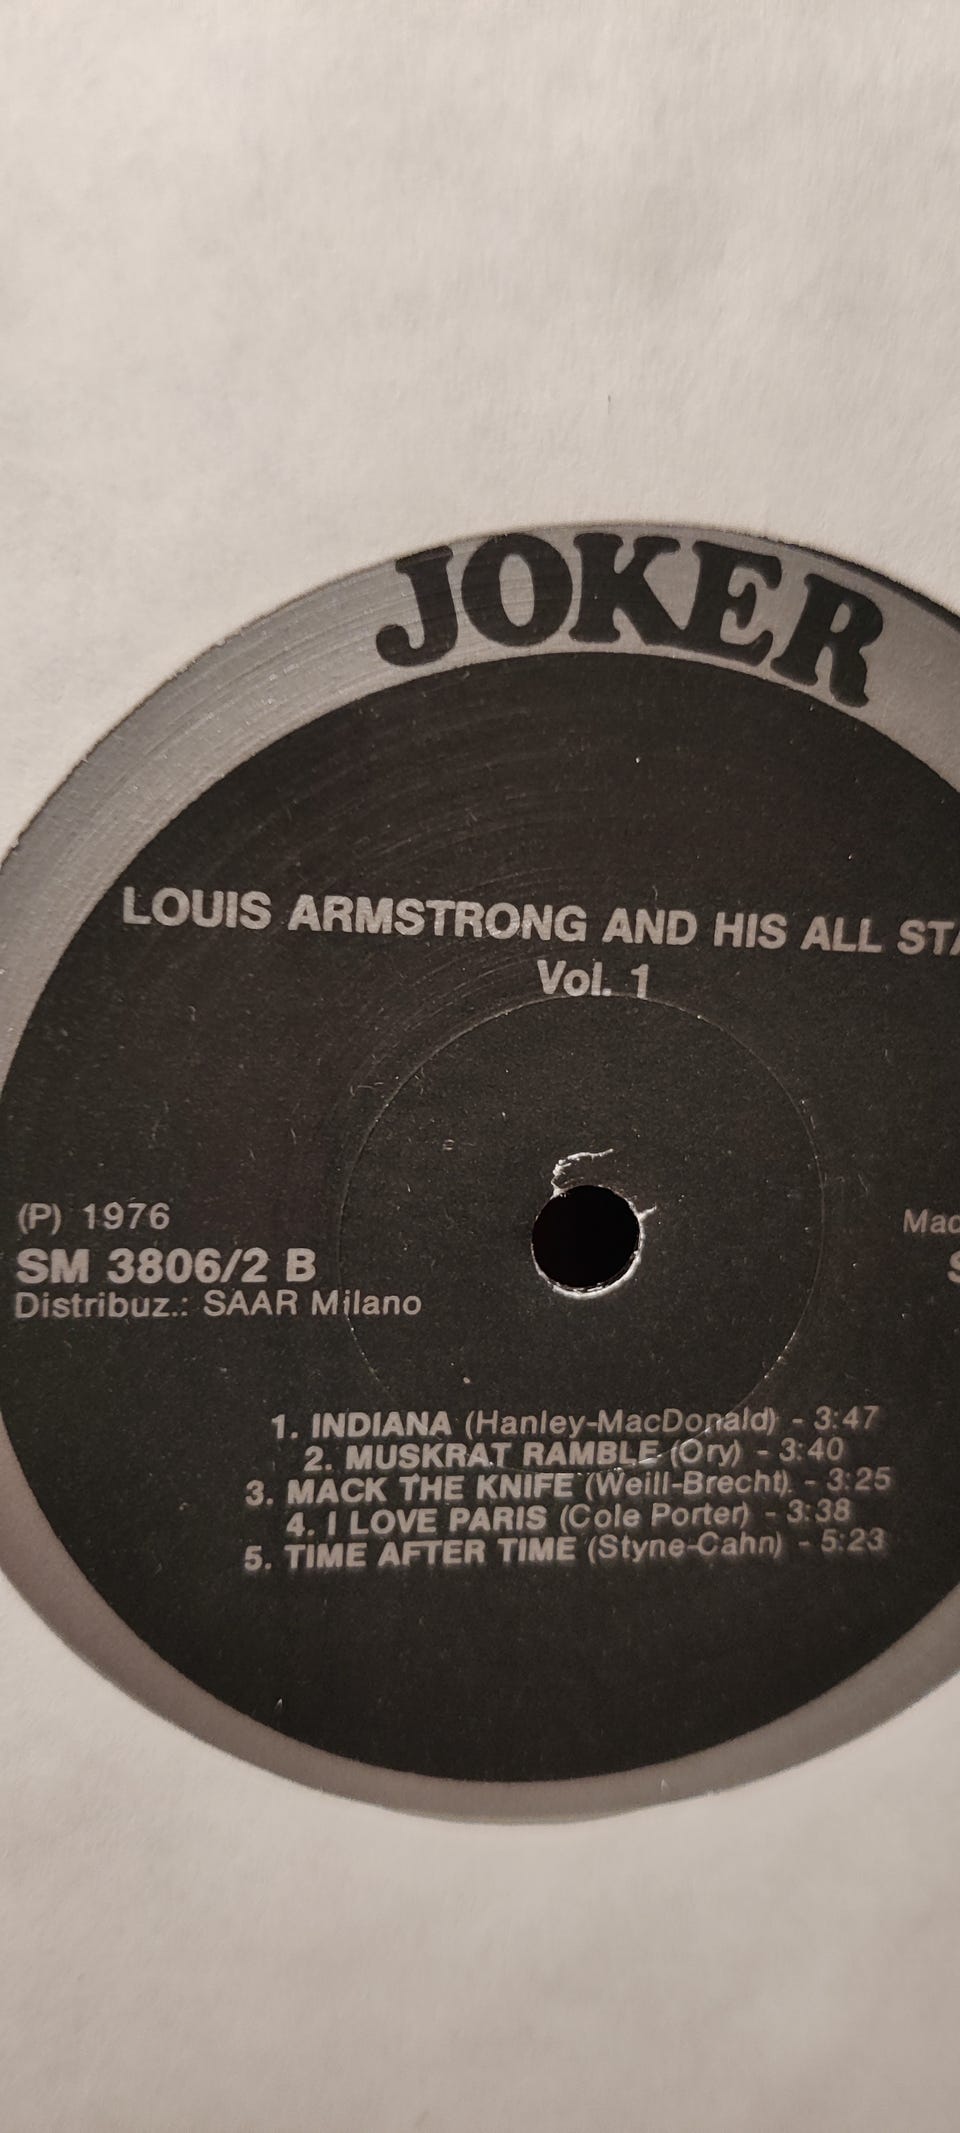 JOKER
LOUIS ARMSTRONG AND HIS ALL STA
Vol. 1
(P) 1976
SM 3806/2 B
Distribuz.: SAAR Milano
Mad
S
1. INDIANA (Hanley-MacDonald) - 3:47
2. MUSKRAT RAMBLE (Ory) - 3:40
3. MACK THE KNIFE (Weill-Brecht) - 3:25
4. I LOVE PARIS (Cole Porter) - 3:38
5. TIME AFTER TIME (Styne-Cahn) - 5:23